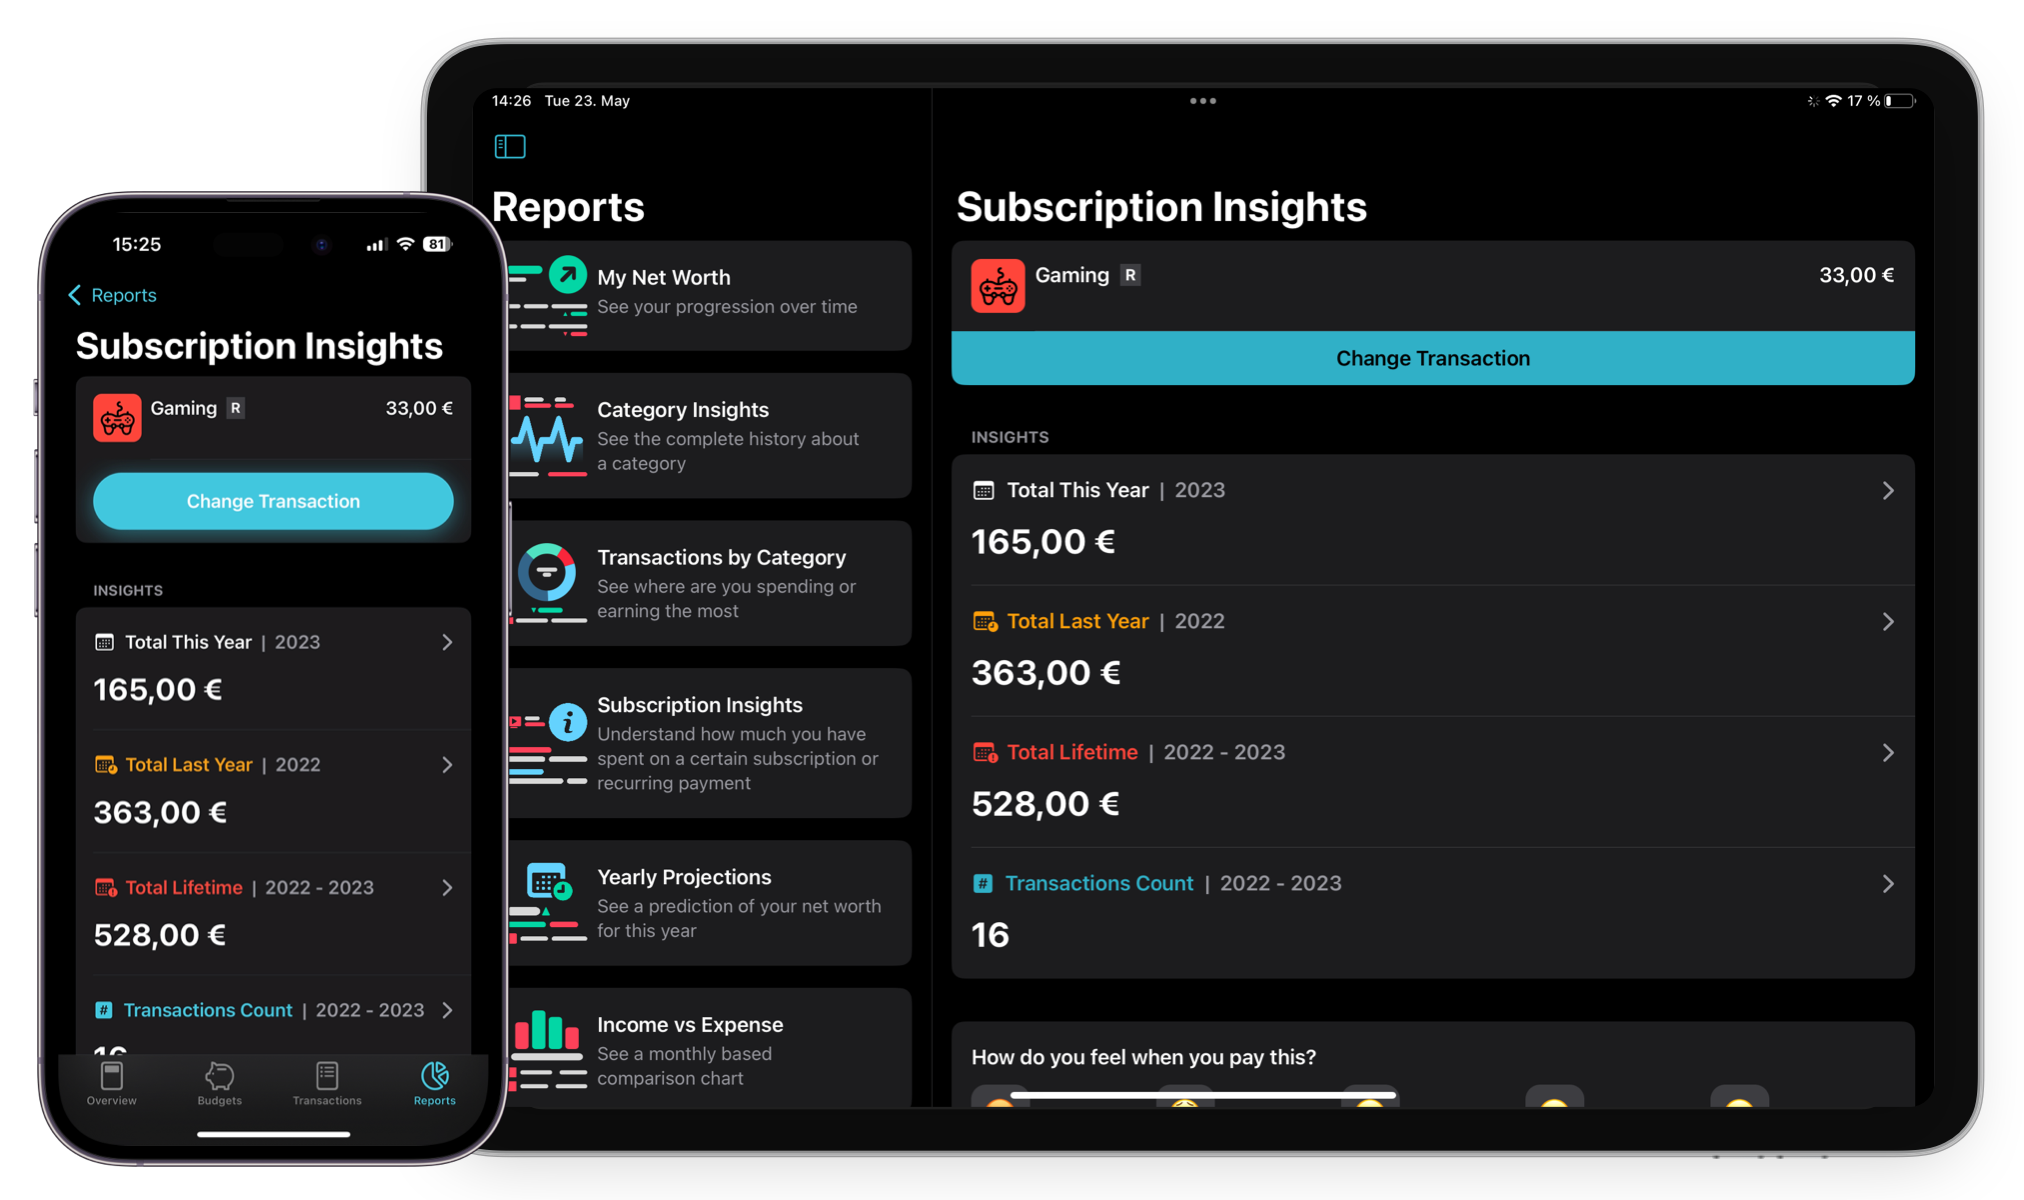 15:25
81
Reports
Subscription Insights
Gaming R
33,00 €
Change Transaction
INSIGHTS
Total This Year | 2023
165,00 €
Total Last Year | 2022
363,00 €
Total Lifetime | 2022 - 2023
528,00 €
# Transactions Count | 2022 - 2023
Overview
Budgets
Transactions
Reports
14:26 Tue 23. May
17 %
Reports
My Net Worth
See your progression over time
Category Insights
See the complete history about
a category
Transactions by Category
See where are you spending or
earning the most
Subscription Insights
Understand how much you have
spent on a certain subscription or
recurring payment
Yearly Projections
See a prediction of your net worth
for this year
Income vs Expense
See a monthly based
comparison chart
Subscription Insights
Gaming R
33,00 €
Change Transaction
INSIGHTS
Total This Year | 2023
165,00 €
Total Last Year | 2022
363,00 €
Total Lifetime | 2022 - 2023
528,00 €
# Transactions Count | 2022 - 2023
16
How do you feel when you pay this?